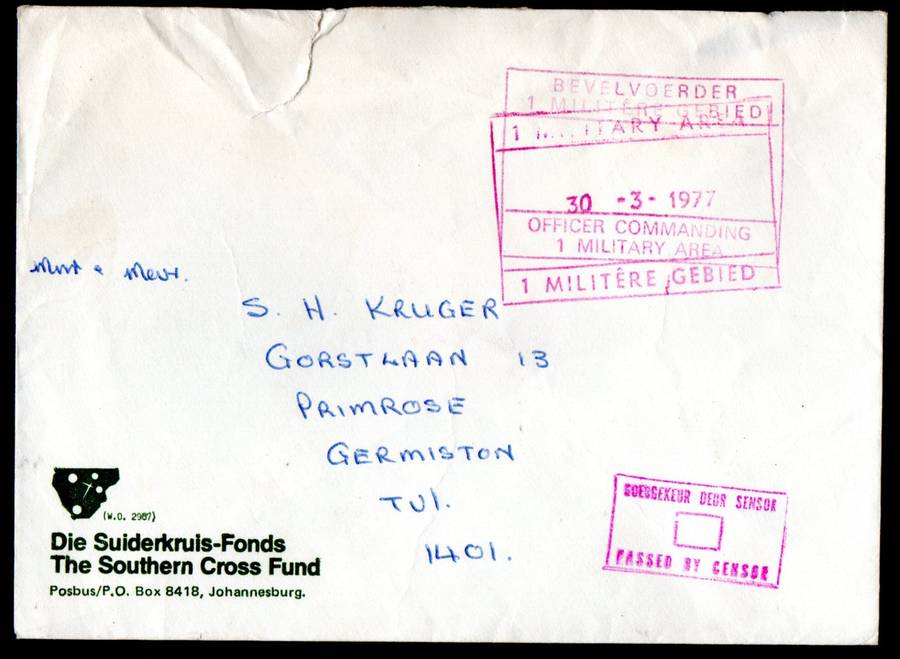 BEVELVOERDER
1 MILITÊRE GEBIED
1 MILITARY AREA
30 -3- 1977
OFFICER COMMANDING
1 MILITARY AREA
1 MILITÊRE GEBIED
S. H. KRUGER
GORSTLAAN 13
PRIMROSE
GERMISTON
TVL.
1401.
GOEDGEKEUR DEUR SENSOR
PASSED BY CENSOR
(W.O. 2987)
Die Suiderkruis-Fonds
The Southern Cross Fund
Posbus/P.O. Box 8418, Johannesburg.